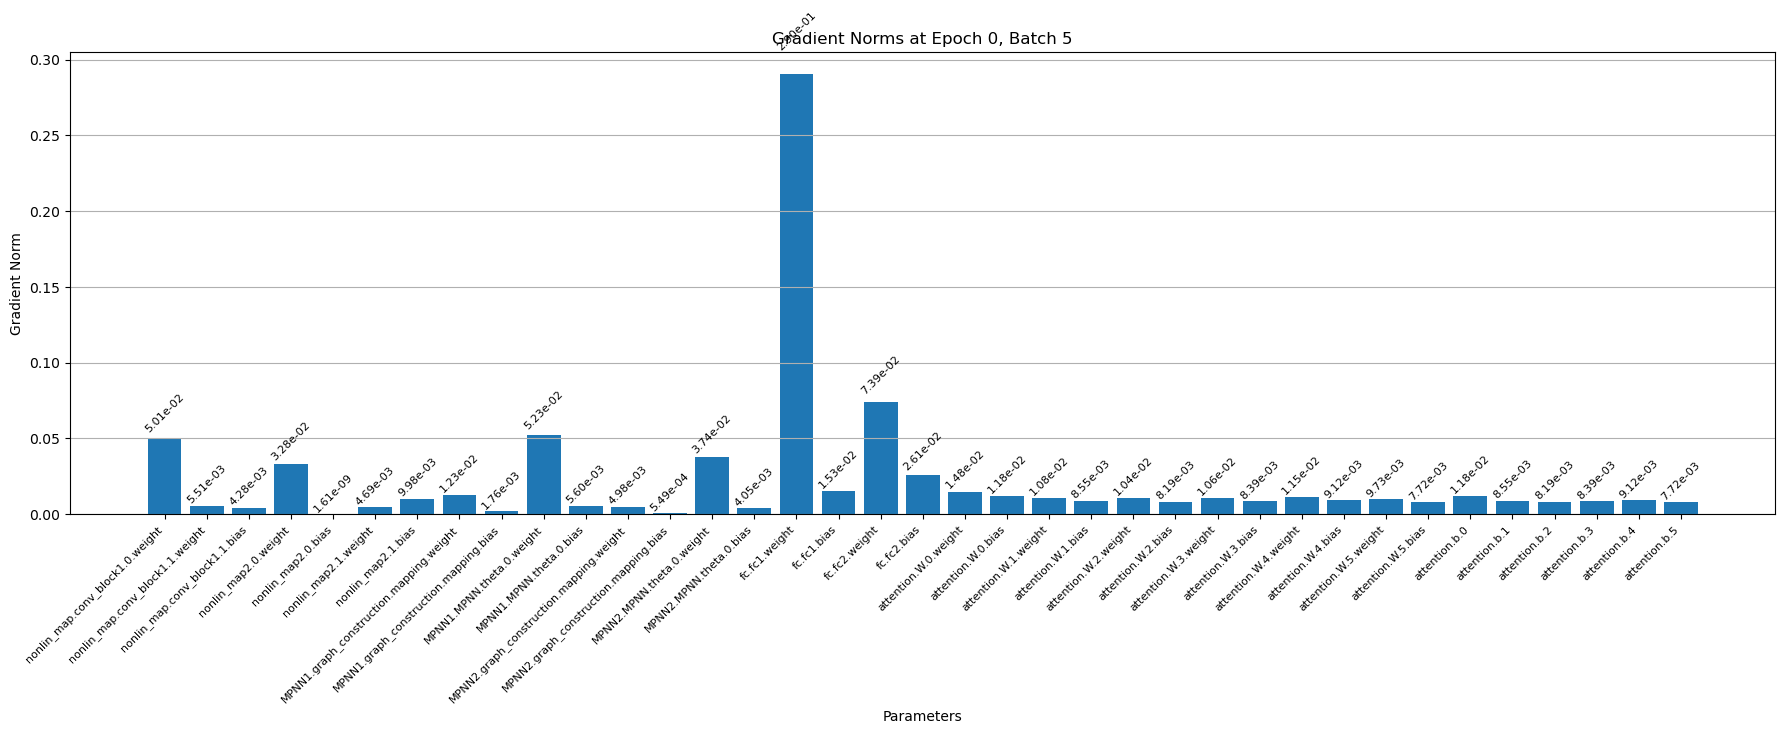 Gradient Norms at Epoch 0, Batch 5
Gradient Norm
0.30
0.25
0.20
0.15
0.10
0.05
0.00
5.01e-02
5.51e-03
4.28e-03
3.28e-02
1.61e-09
4.69e-03
9.98e-03
1.23e-02
1.76e-03
5.23e-02
5.60e-03
4.98e-03
5.49e-04
3.74e-02
4.05e-03
2.90e-01
1.53e-02
7.39e-02
2.61e-02
1.48e-02
1.18e-02
1.08e-02
8.55e-03
1.04e-02
8.19e-03
1.06e-02
8.39e-03
1.15e-02
9.12e-03
9.73e-03
7.72e-03
1.18e-02
8.55e-03
8.19e-03
8.39e-03
9.12e-03
7.72e-03
nonlin_map.conv_block1.0.weight
nonlin_map.conv_block1.1.weight
nonlin_map.conv_block1.1.bias
nonlin_map2.0.weight
nonlin_map2.0.bias
nonlin_map2.1.weight
nonlin_map2.1.bias
MPNN1.graph_construction.mapping.weight
MPNN1.graph_construction.mapping.bias
MPNN1.MPNN.theta.0.weight
MPNN1.MPNN.theta.0.bias
MPNN2.graph_construction.mapping.weight
MPNN2.graph_construction.mapping.bias
MPNN2.MPNN.theta.0.weight
MPNN2.MPNN.theta.0.bias
fc.fc1.weight
fc.fc1.bias
fc.fc2.weight
fc.fc2.bias
attention.W.0.weight
attention.W.0.bias
attention.W.1.weight
attention.W.1.bias
attention.W.2.weight
attention.W.2.bias
attention.W.3.weight
attention.W.3.bias
attention.W.4.weight
attention.W.4.bias
attention.W.5.weight
attention.W.5.bias
attention.b.0
attention.b.1
attention.b.2
attention.b.3
attention.b.4
attention.b.5
Parameters